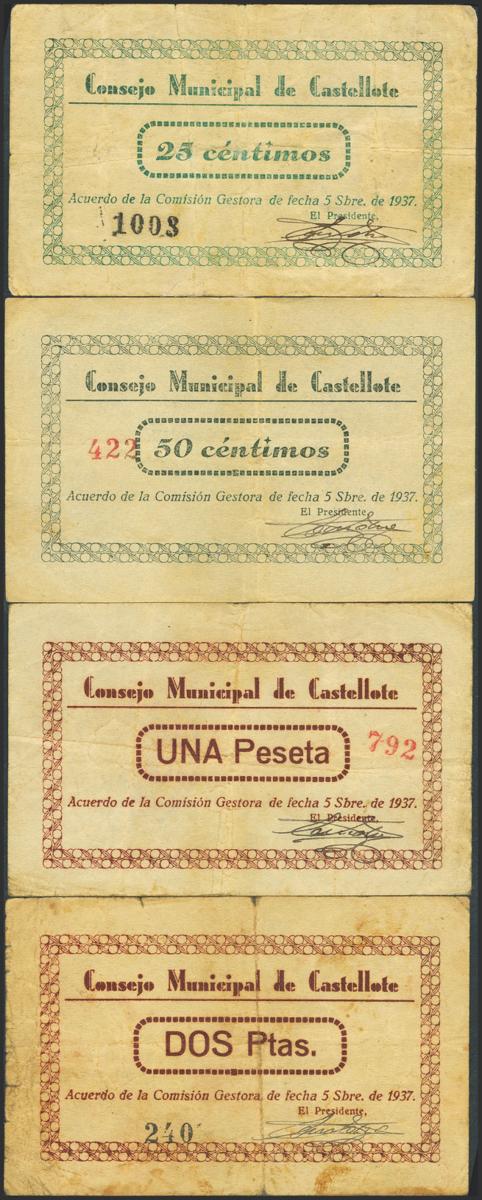 Consejo Municipal de Castellote
25 céntimos
Acuerdo de la Comisión Gestora de fecha 5 Sbre. de 1937.
El Presidente,
1003
Consejo Municipal de Castellote
422 50 céntimos
Acuerdo de la Comisión Gestora de fecha 5 Sbre. de 1937.
El Presidente,
Consejo Municipal de Castellote
UNA Peseta 792
Acuerdo de la Comisión Gestora de fecha 5 Sbre. de 1937.
El Presidente,
Consejo Municipal de Castellote
DOS Ptas.
Acuerdo de la Comisión Gestora de fecha 5 Sbre. de 1937.
El Presidente,
240